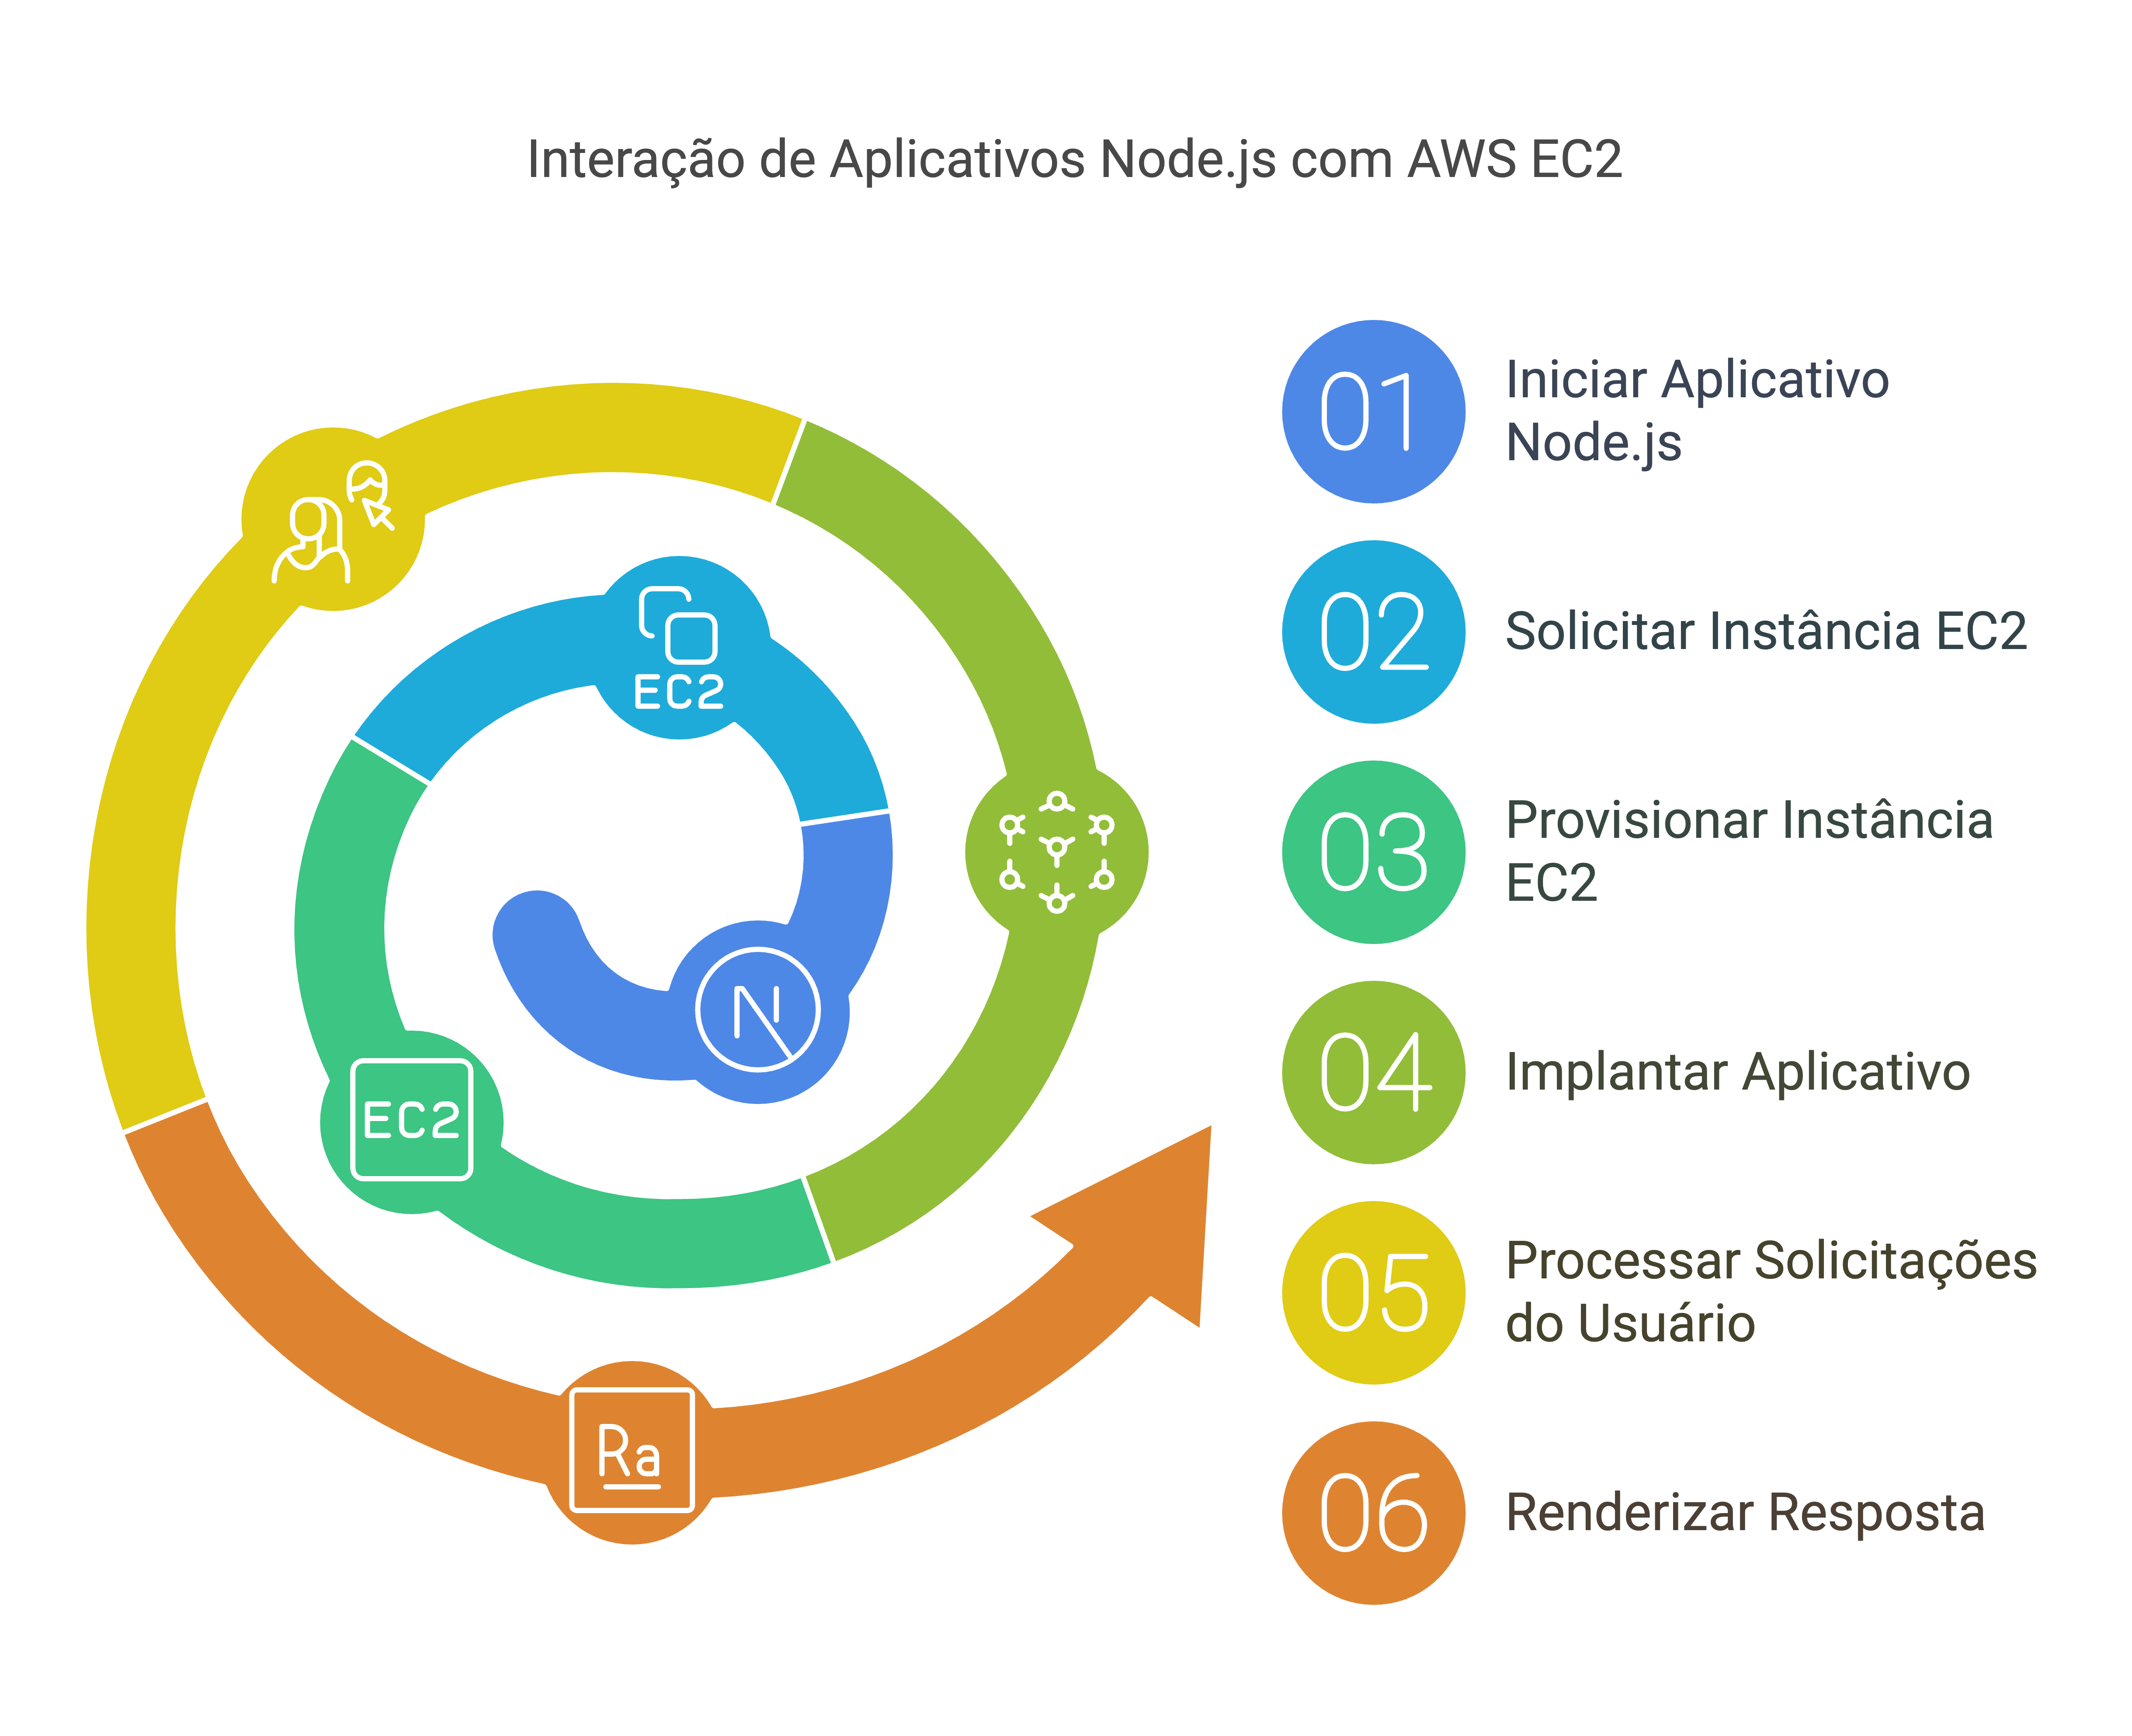 Interação de Aplicativos Node.js com AWS EC2
01
Iniciar Aplicativo
Node.js
02
Solicitar Instância EC2
03
Provisionar Instância
EC2
04
Implantar Aplicativo
05
Processar Solicitações
do Usuário
06
Renderizar Resposta
EC2
N
EC2
Ra